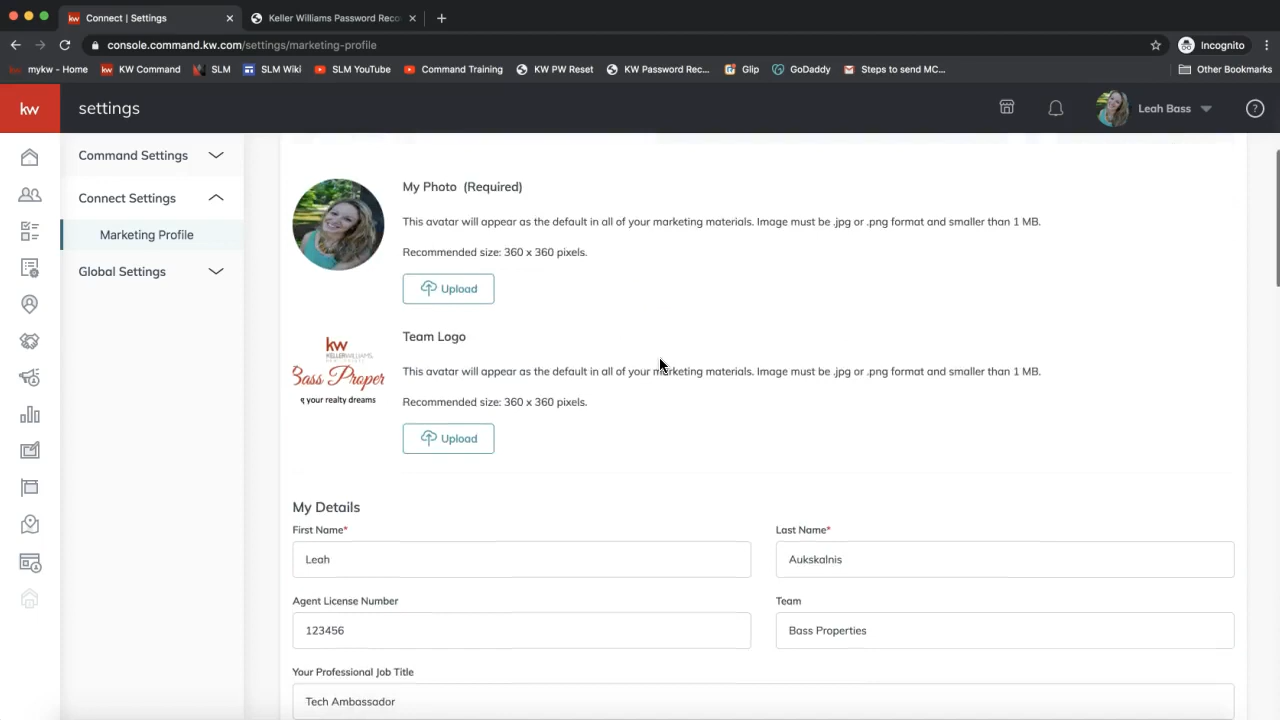 Connect | Settings
Keller Williams Password Reco
console.command.kw.com/settings/marketing-profile
Incognito
mykw - Home
KW Command
SLM
SLM Wiki
SLM YouTube
Command Training
KW PW Reset
KW Password Rec...
Glip
GoDaddy
Steps to send MC...
Other Bookmarks
kw
settings
Leah Bass
Command Settings
Connect Settings
Marketing Profile
Global Settings
My Photo (Required)
This avatar will appear as the default in all of your marketing materials. Image must be .jpg or .png format and smaller than 1 MB.
Recommended size: 360 x 360 pixels.
Upload
kw
KELLERWILLIAMS
Bass Proper
your realty dreams
Team Logo
This avatar will appear as the default in all of your marketing materials. Image must be .jpg or .png format and smaller than 1 MB.
Recommended size: 360 x 360 pixels.
Upload
My Details
First Name*
Last Name*
Leah
Aukskalnis
Agent License Number
Team
123456
Bass Properties
Your Professional Job Title
Tech Ambassador